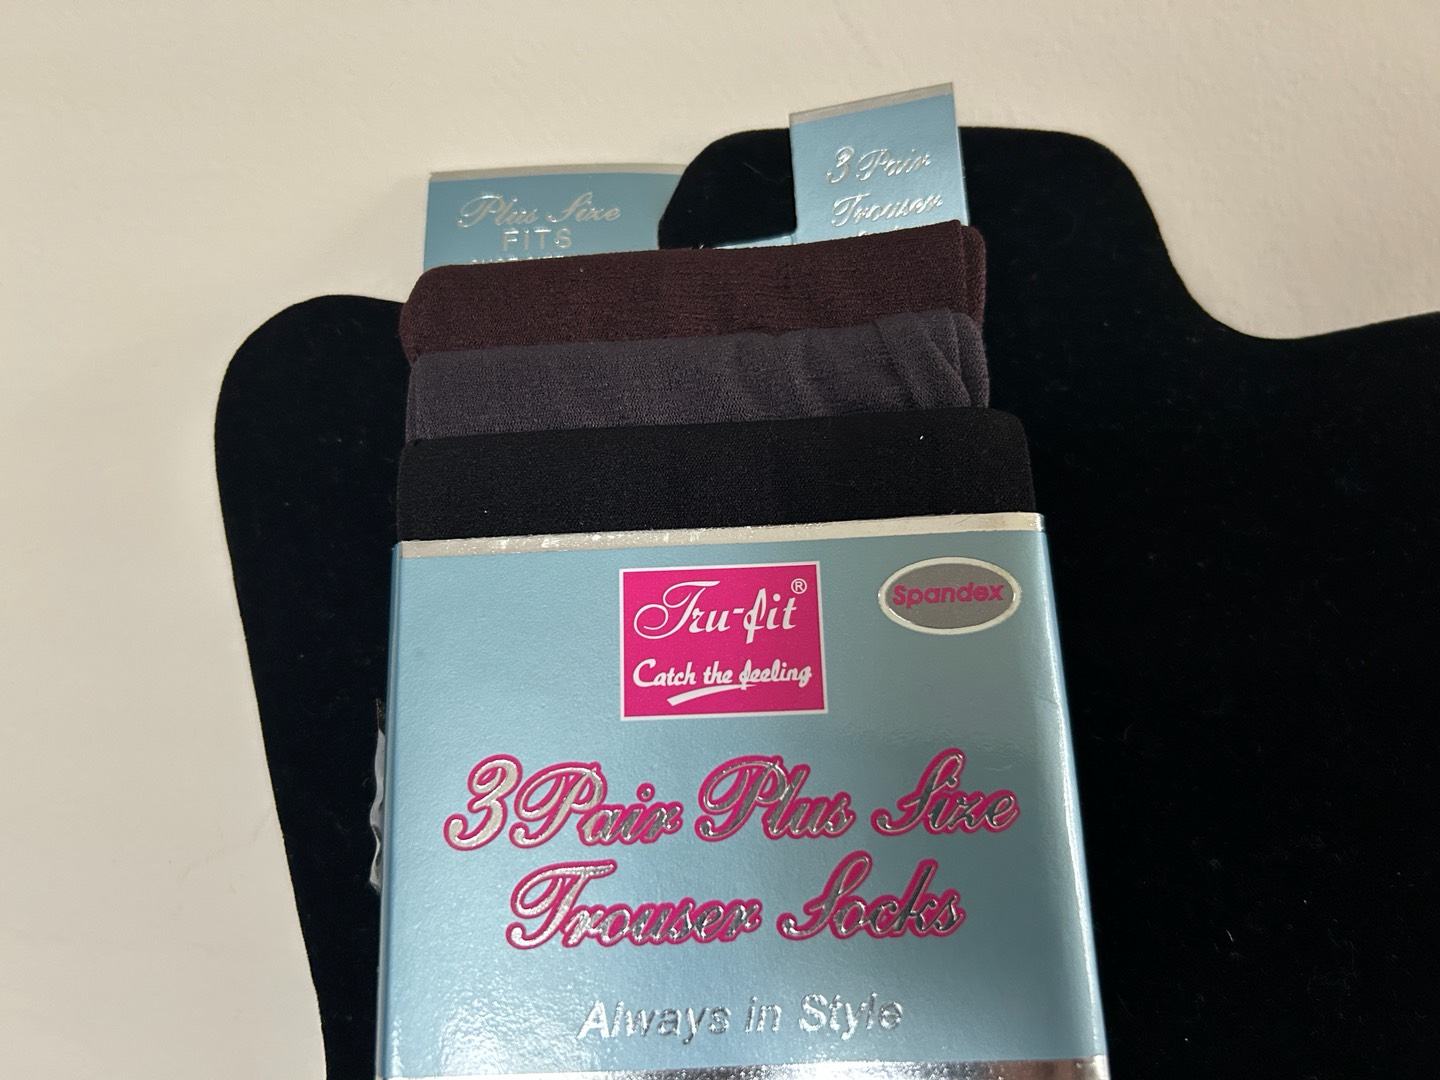 Plus Size
FITS
3 Pair
Trouser
Tru-fit®
Catch the feeling
Spandex
3 Pair Plus Size
Trouser Socks
Always in Style